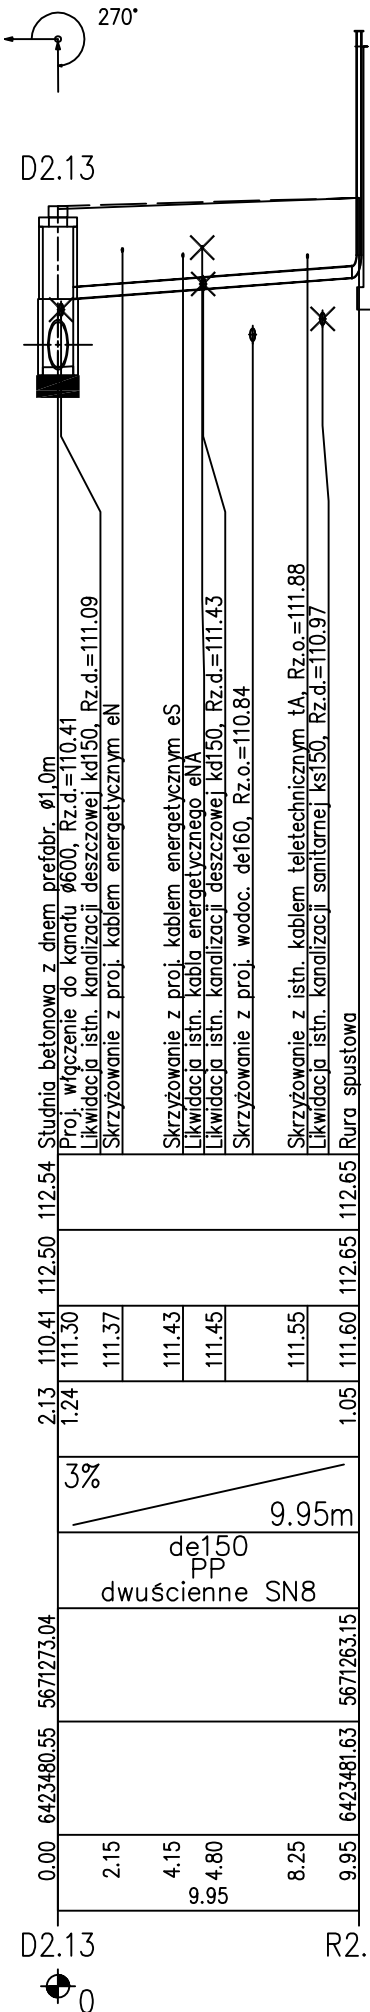 270°
D2.13
Studnia betonowa z dnem prefabr. ø1,0m
Proj. włączenie do kanału ø600, Rz.d.=110.41
Likwidacja istn. kanalizacji deszczowej kd150, Rz.d.=111.09
Skrzyżowanie z proj. kablem energetycznym eN
Skrzyżowanie z proj. kablem energetycznym eS
Likwidacja istn. kabla energetycznego eNA
Likwidacja istn. kanalizacji deszczowej kd150, Rz.d.=111.43
Skrzyżowanie z proj. wodoc. de160, Rz.o.=110.84
Skrzyżowanie z istn. kablem teletechnicznym tA, Rz.o.=111.88
Likwidacja istn. kanalizacji sanitarnej ks150, Rz.d.=110.97
Rura spustowa
112.54 112.65
112.50 112.65
110.41 111.30 111.37 111.43 111.45 111.55 111.60
2.13 1.24 1.05
3%
9.95m
de150
PP
dwuścienne SN8
5671273.04 5671263.15
6423480.55 6423481.63
0.00 2.15 4.15 4.80 8.25 9.95
9.95
D2.13 R2.
0